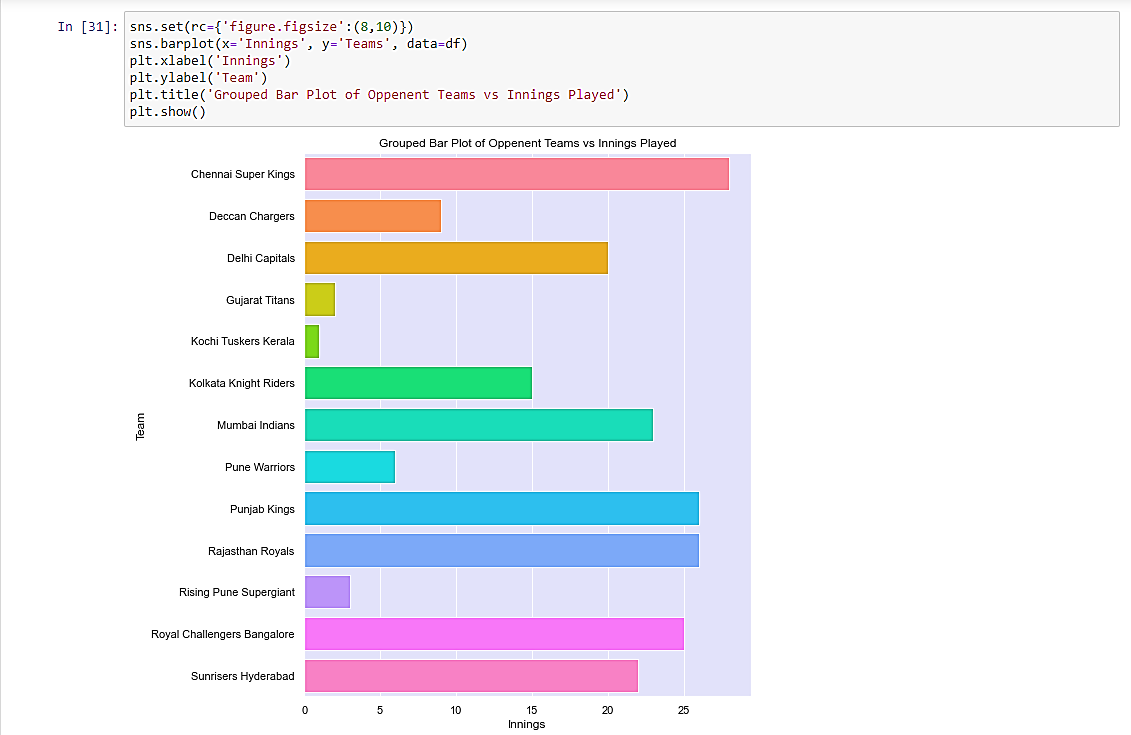 In [31]: sns.set(rc={'figure.figsize':(8,10)})
sns.barplot(x='Innings', y='Teams', data=df)
plt.xlabel('Innings')
plt.ylabel('Team')
plt.title('Grouped Bar Plot of Oppenent Teams vs Innings Played')
plt.show()
Grouped Bar Plot of Oppenent Teams vs Innings Played
Chennai Super Kings
Deccan Chargers
Delhi Capitals
Gujarat Titans
Kochi Tuskers Kerala
Kolkata Knight Riders
Mumbai Indians
Team
Pune Warriors
Punjab Kings
Rajasthan Royals
Rising Pune Supergiant
Royal Challengers Bangalore
Sunrisers Hyderabad
0 5 10 15 20 25
Innings